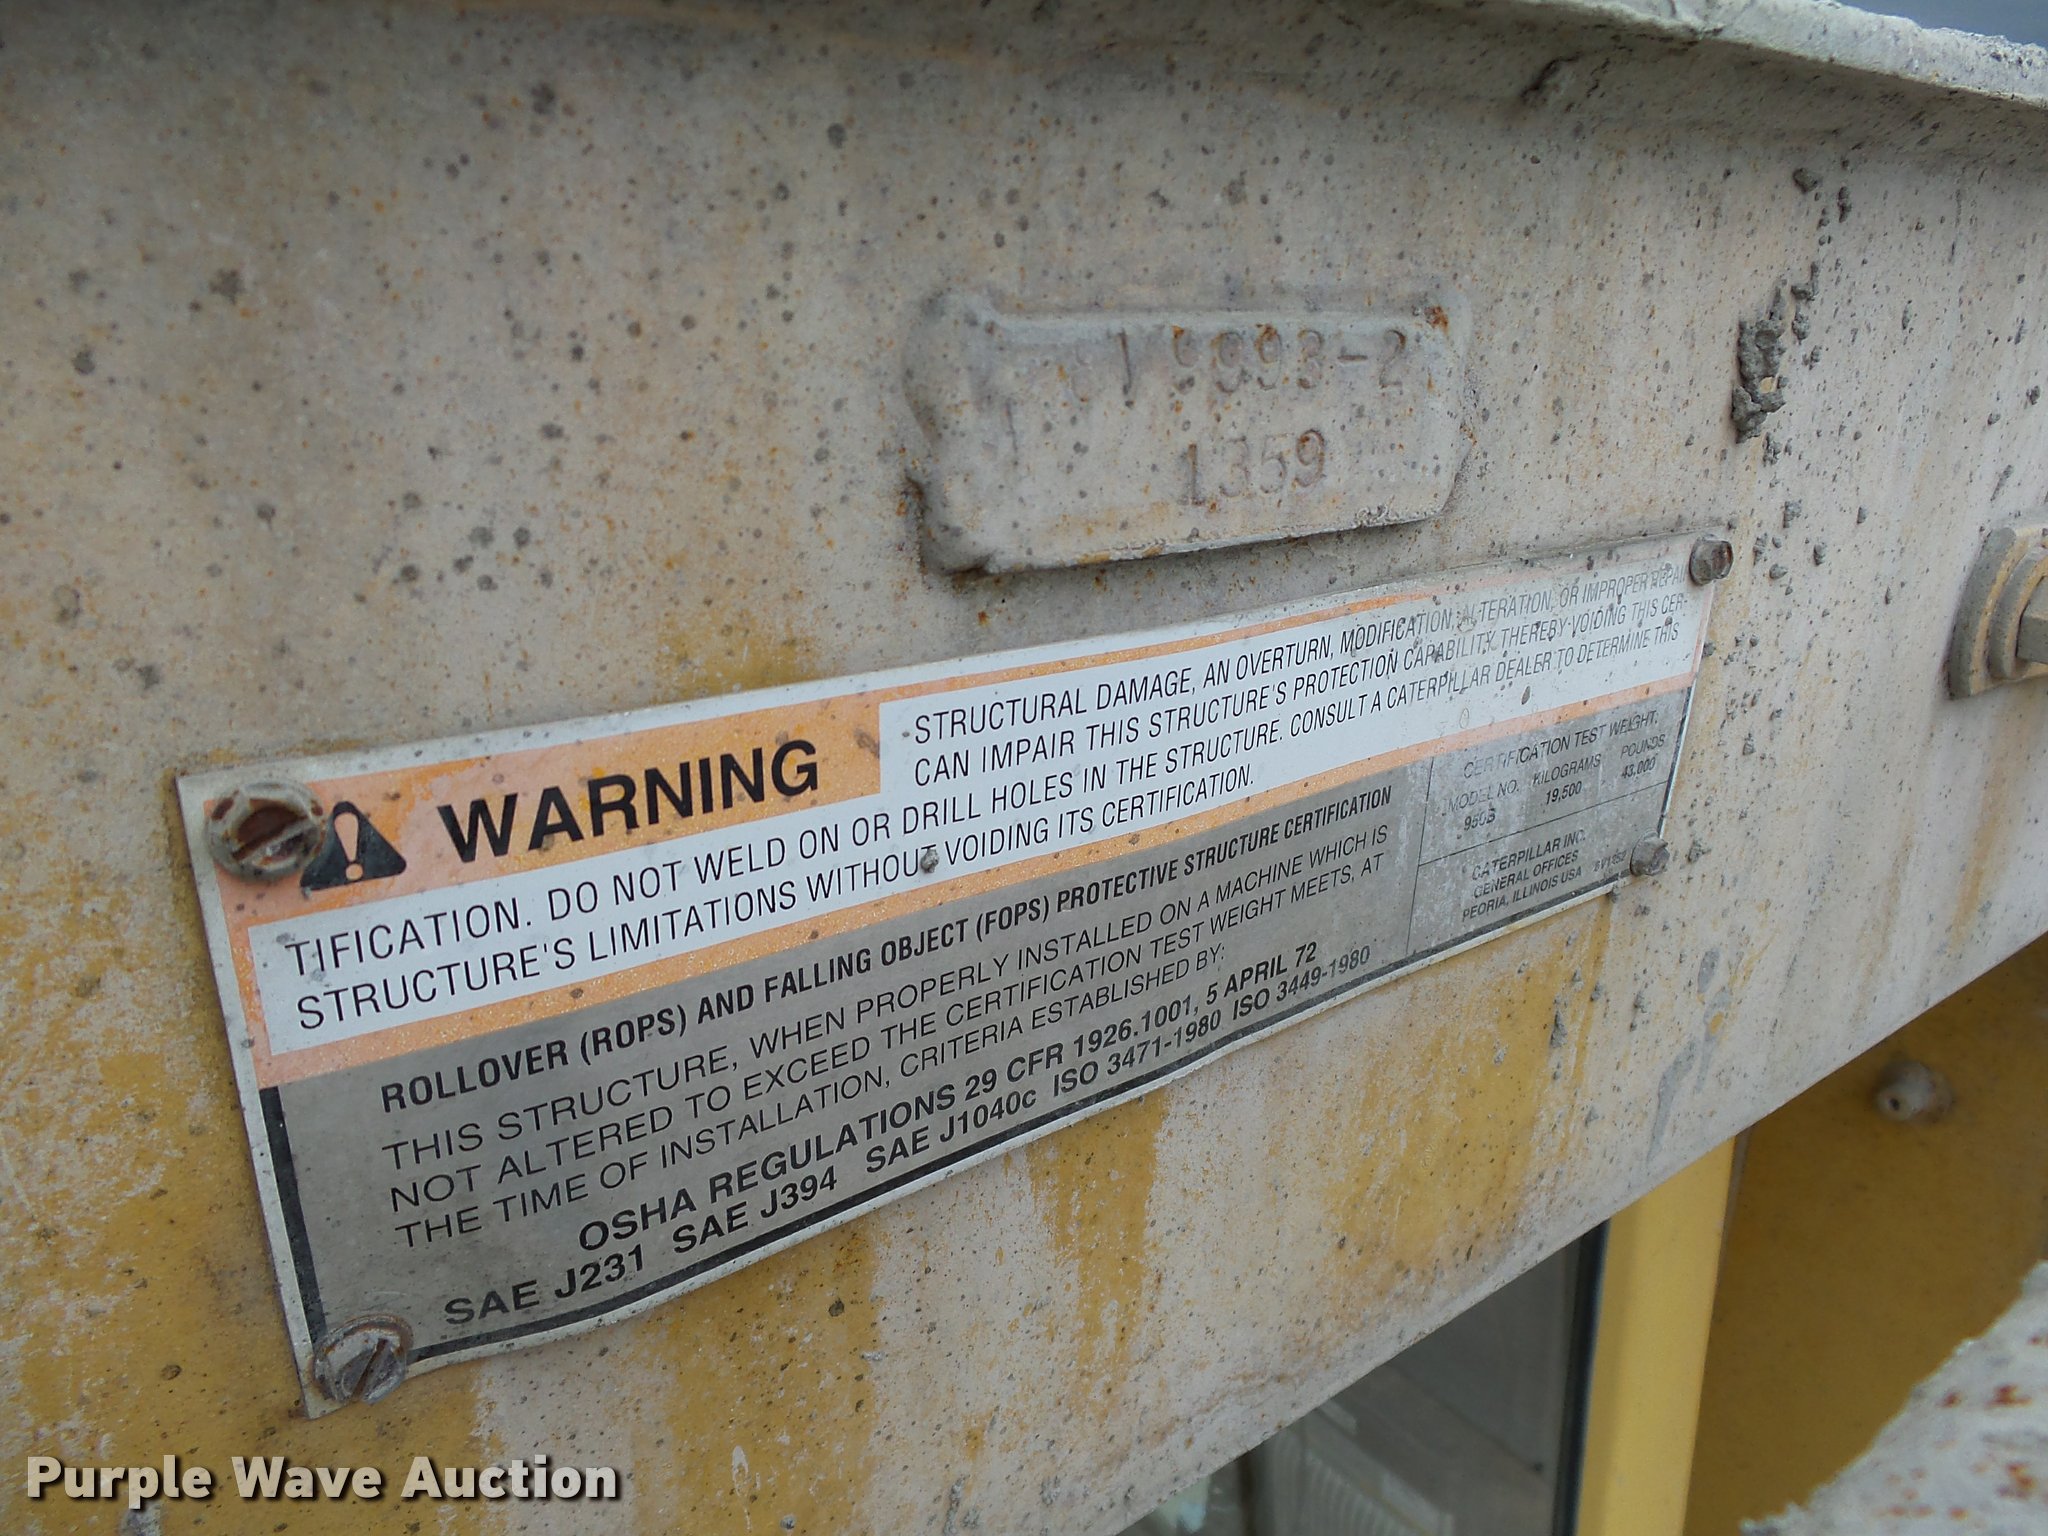 9993-2
1359
WARNING
STRUCTURAL DAMAGE, AN OVERTURN, MODIFICATION, ALTERATION, OR IMPROPER REPAIR
CAN IMPAIR THIS STRUCTURE'S PROTECTION CAPABILITY, THEREBY VOIDING THIS CER-
TIFICATION. DO NOT WELD ON OR DRILL HOLES IN THE STRUCTURE. CONSULT A CATERPILLAR DEALER TO DETERMINE THIS
STRUCTURE'S LIMITATIONS WITHOUT VOIDING ITS CERTIFICATION.
ROLLOVER (ROPS) AND FALLING OBJECT (FOPS) PROTECTIVE STRUCTURE CERTIFICATION
THIS STRUCTURE, WHEN PROPERLY INSTALLED ON A MACHINE WHICH IS
NOT ALTERED TO EXCEED THE CERTIFICATION TEST WEIGHT MEETS, AT
THE TIME OF INSTALLATION, CRITERIA ESTABLISHED BY:
OSHA REGULATIONS 29 CFR 1926.1001, 5 APRIL 72
SAE J231 SAE J394 SAE J1040c ISO 3471-1980 ISO 3449-1980
CERTIFICATION TEST WEIGHT.
MODEL NO. KILOGRAMS POUNDS
950B 19,500 43,000
CATERPILLAR INC.
GENERAL OFFICES
PEORIA, ILLINOIS USA
Purple Wave Auction